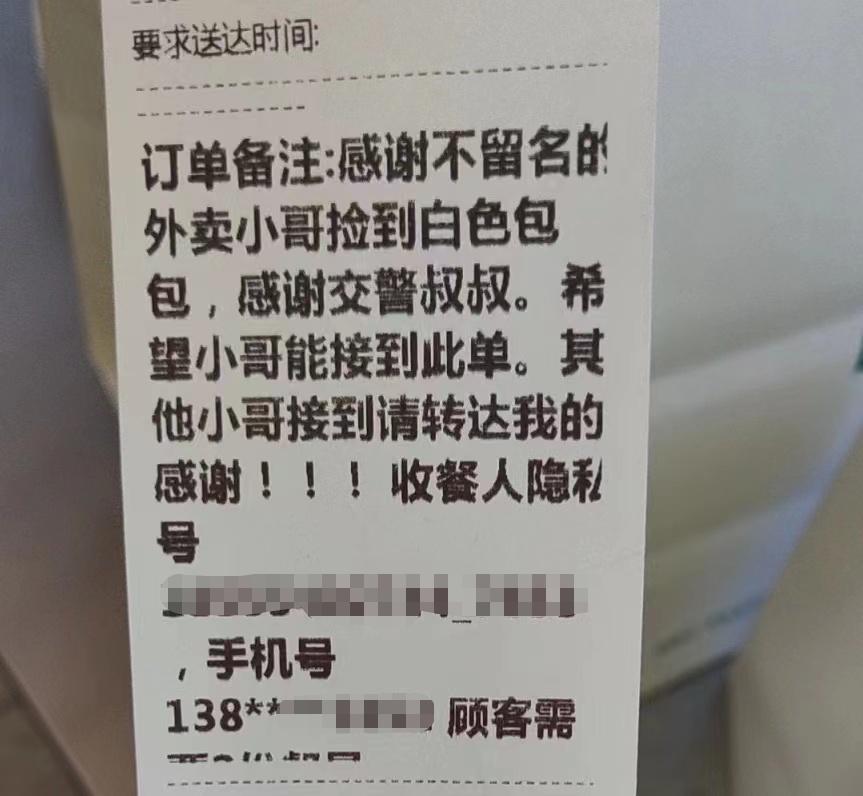 要求送达时间:
订单备注:感谢不留名的
外卖小哥捡到白色包
包，感谢交警叔叔。希
望小哥能接到此单。其
他小哥接到请转达我的
感谢！！！收餐人隐私
号
，手机号
138** 顾客需